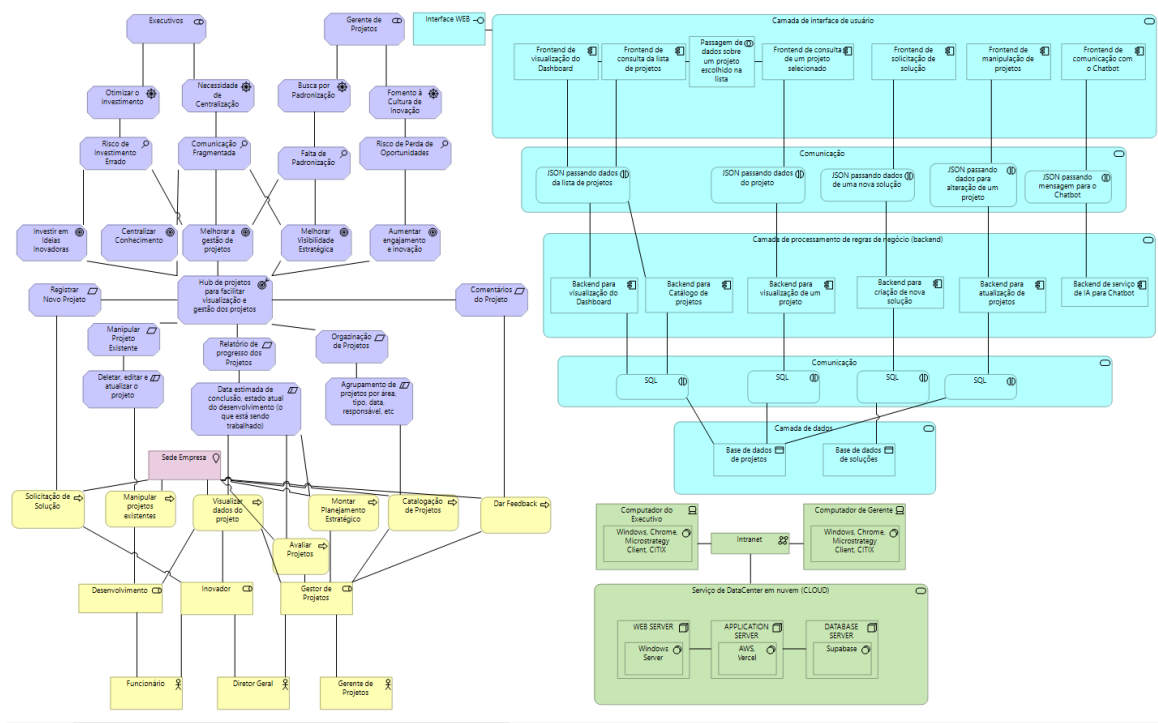 Executivos
Gerente de
Projetos
Otimizar o
investimento
Necessidade
de
Centralização
Busca por
Padronização
Fomento à
Cultura de
Inovação
Risco de
Investimento
Errado
Comunicação
Fragmentada
Falta de
Padronização
Risco de Perda de
Oportunidades
Investir em
Ideias
Inovadoras
Centralizar
Conhecimento
Melhorar a
gestão de
projetos
Melhorar
Visibilidade
Estratégica
Aumentar
engajamento
e inovação
Registrar
Novo Projeto
Hub de projetos
para facilitar
visualização e
gestão dos projetos
Comentários
do Projeto
Manipular
Projeto
Existente
Relatório de
progresso dos
Projetos
Orgazinação
de Projetos
Deletar, editar e
atualizar o
projeto
Data estimada de
conclusão, estado atual
do desenvolvimento (o
que está sendo
trabalhado)
Agrupamento de
projetos por área,
tipo, data,
responsável, etc
Sede Empresa
Solicitação de
Solução
Manipular
projetos
existentes
Visualizar
dados do
projeto
Montar
Planejamento
Estratégico
Catalogação
de Projetos
Dar Feedback
Avaliar
Projetos
Desenvolvimento
Inovador
Gestor de
Projetos
Funcionário
Diretor Geral
Gerente de
Projetos
Interface WEB
Camada de interface de usuário
Frontend de
visualização do
Dashboard
Frontend de
consulta da lista
de projetos
Passagem de
dados sobre
um projeto
escolhido na
lista
Frontend de consulta
de um projeto
selecionado
Frontend de
solicitação de
solução
Frontend de
manipulação de
projetos
Frontend de
comunicação com
o Chatbot
Comunicação
JSON passando dados
da lista de projetos
JSON passando dados
do projeto
JSON passando dados
de uma nova solução
JSON passando
dados para
alteração de um
projeto
JSON passando
mensagem para o
Chatbot
Camada de processamento de regras de negócio (backend)
Backend para
visualização do
Dashboard
Backend para
Catálogo de
projetos
Backend para
visualização de um
projeto
Backend para
criação de nova
solução
Backend para
atualização de
projetos
Backend de serviço
de IA para Chatbot
Comunicação
SQL
SQL
SQL
SQL
Camada de dados
Base de dados
de projetos
Base de dados
de soluções
Computador do
Executivo
Windows, Chrome,
Microstrategy
Client, CITIX
Intranet
Computador de Gerente
Windows, Chrome,
Microstrategy
Client, CITIX
Serviço de DataCenter em nuvem (CLOUD)
WEB SERVER
Windows
Server
APPLICATION
SERVER
AWS,
Vercel
DATABASE
SERVER
Supabase